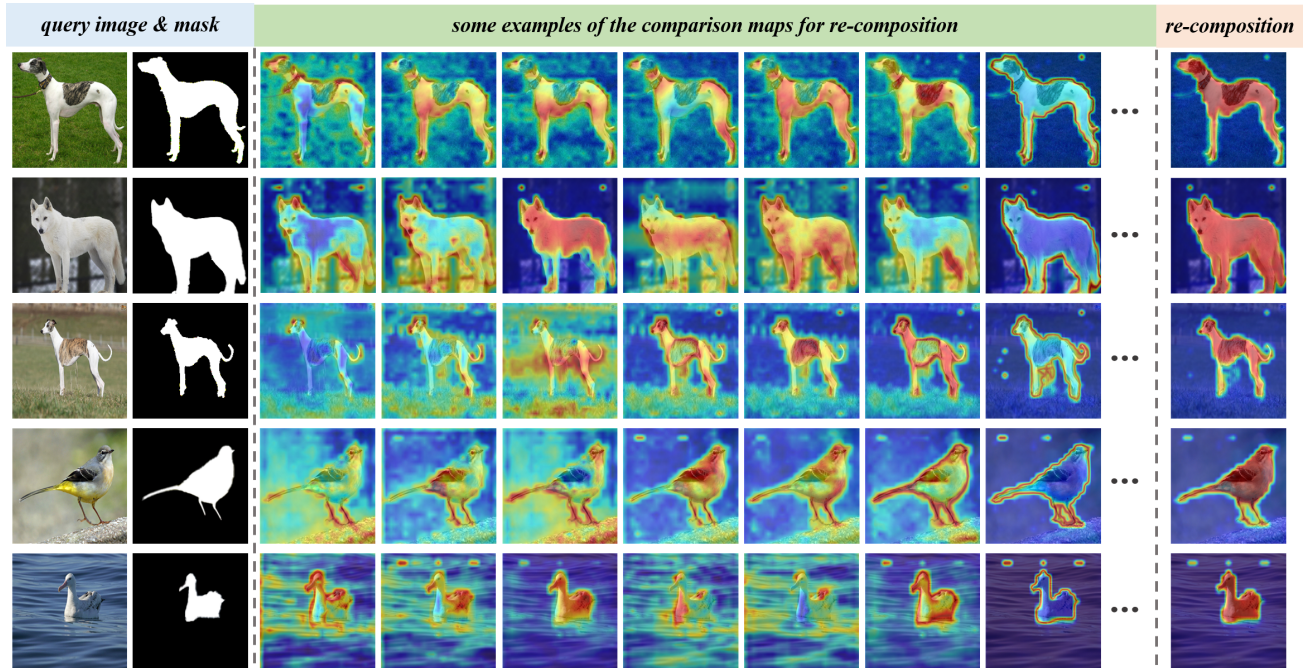 query image & mask
some examples of the comparison maps for re-composition
re-composition